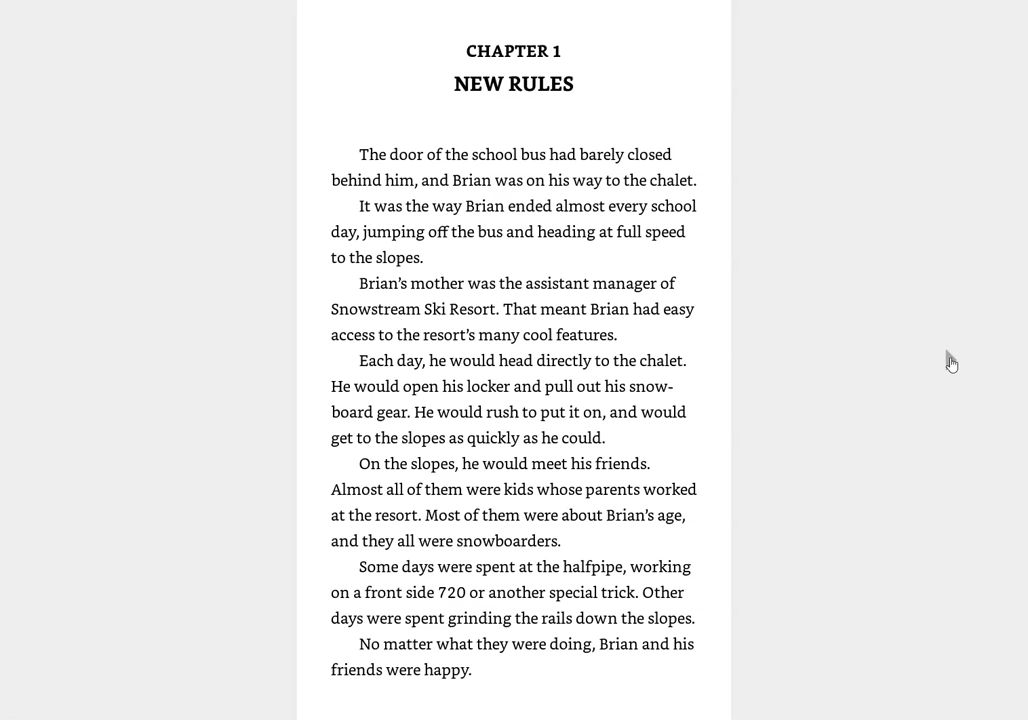 CHAPTER 1
NEW RULES
The door of the school bus had barely closed
behind him, and Brian was on his way to the chalet.
It was the way Brian ended almost every school
day, jumping off the bus and heading at full speed
to the slopes.
Brian’s mother was the assistant manager of
Snowstream Ski Resort. That meant Brian had easy
access to the resort’s many cool features.
Each day, he would head directly to the chalet.
He would open his locker and pull out his snow-
board gear. He would rush to put it on, and would
get to the slopes as quickly as he could.
On the slopes, he would meet his friends.
Almost all of them were kids whose parents worked
at the resort. Most of them were about Brian’s age,
and they all were snowboarders.
Some days were spent at the halfpipe, working
on a front side 720 or another special trick. Other
days were spent grinding the rails down the slopes.
No matter what they were doing, Brian and his
friends were happy.